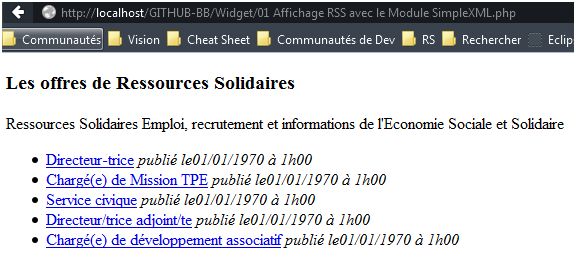 http://localhost/GITHUB-BB/Widget/01 Affichage RSS avec le Module SimpleXML.php
Communautés Vision Cheat Sheet Communautés de Dev RS Rechercher Eclip
Les offres de Ressources Solidaires
Ressources Solidaires Emploi, recrutement et informations de l'Economie Sociale et Solidaire
Directeur-trice publié le01/01/1970 à 1h00
Chargé(e) de Mission TPE publié le01/01/1970 à 1h00
Service civique publié le01/01/1970 à 1h00
Directeur/trice adjoint/te publié le01/01/1970 à 1h00
Chargé(e) de développement associatif publié le01/01/1970 à 1h00